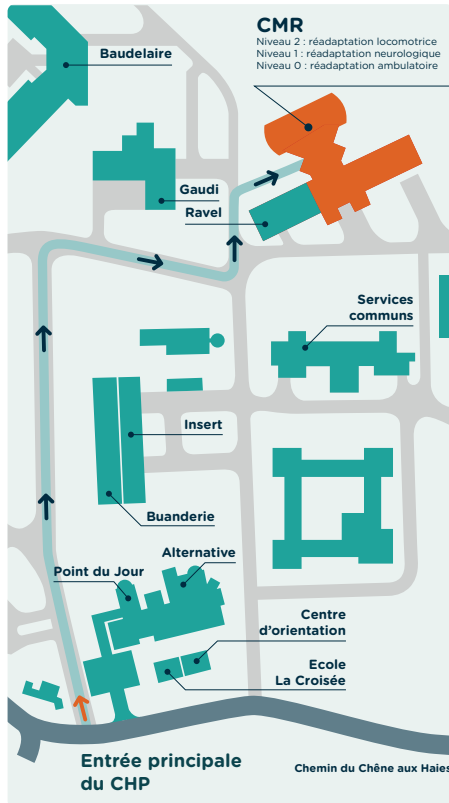 CMR
Niveau 2 : réadaptation locomotrice
Niveau 1 : réadaptation neurologique
Niveau 0 : réadaptation ambulatoire
Baudelaire
Gaudi
Ravel
Services
communs
Insert
Buanderie
Alternative
Point du Jour
Centre
d'orientation
Ecole
La Croisée
Entrée principale
du CHP
Chemin du Chêne aux Haies